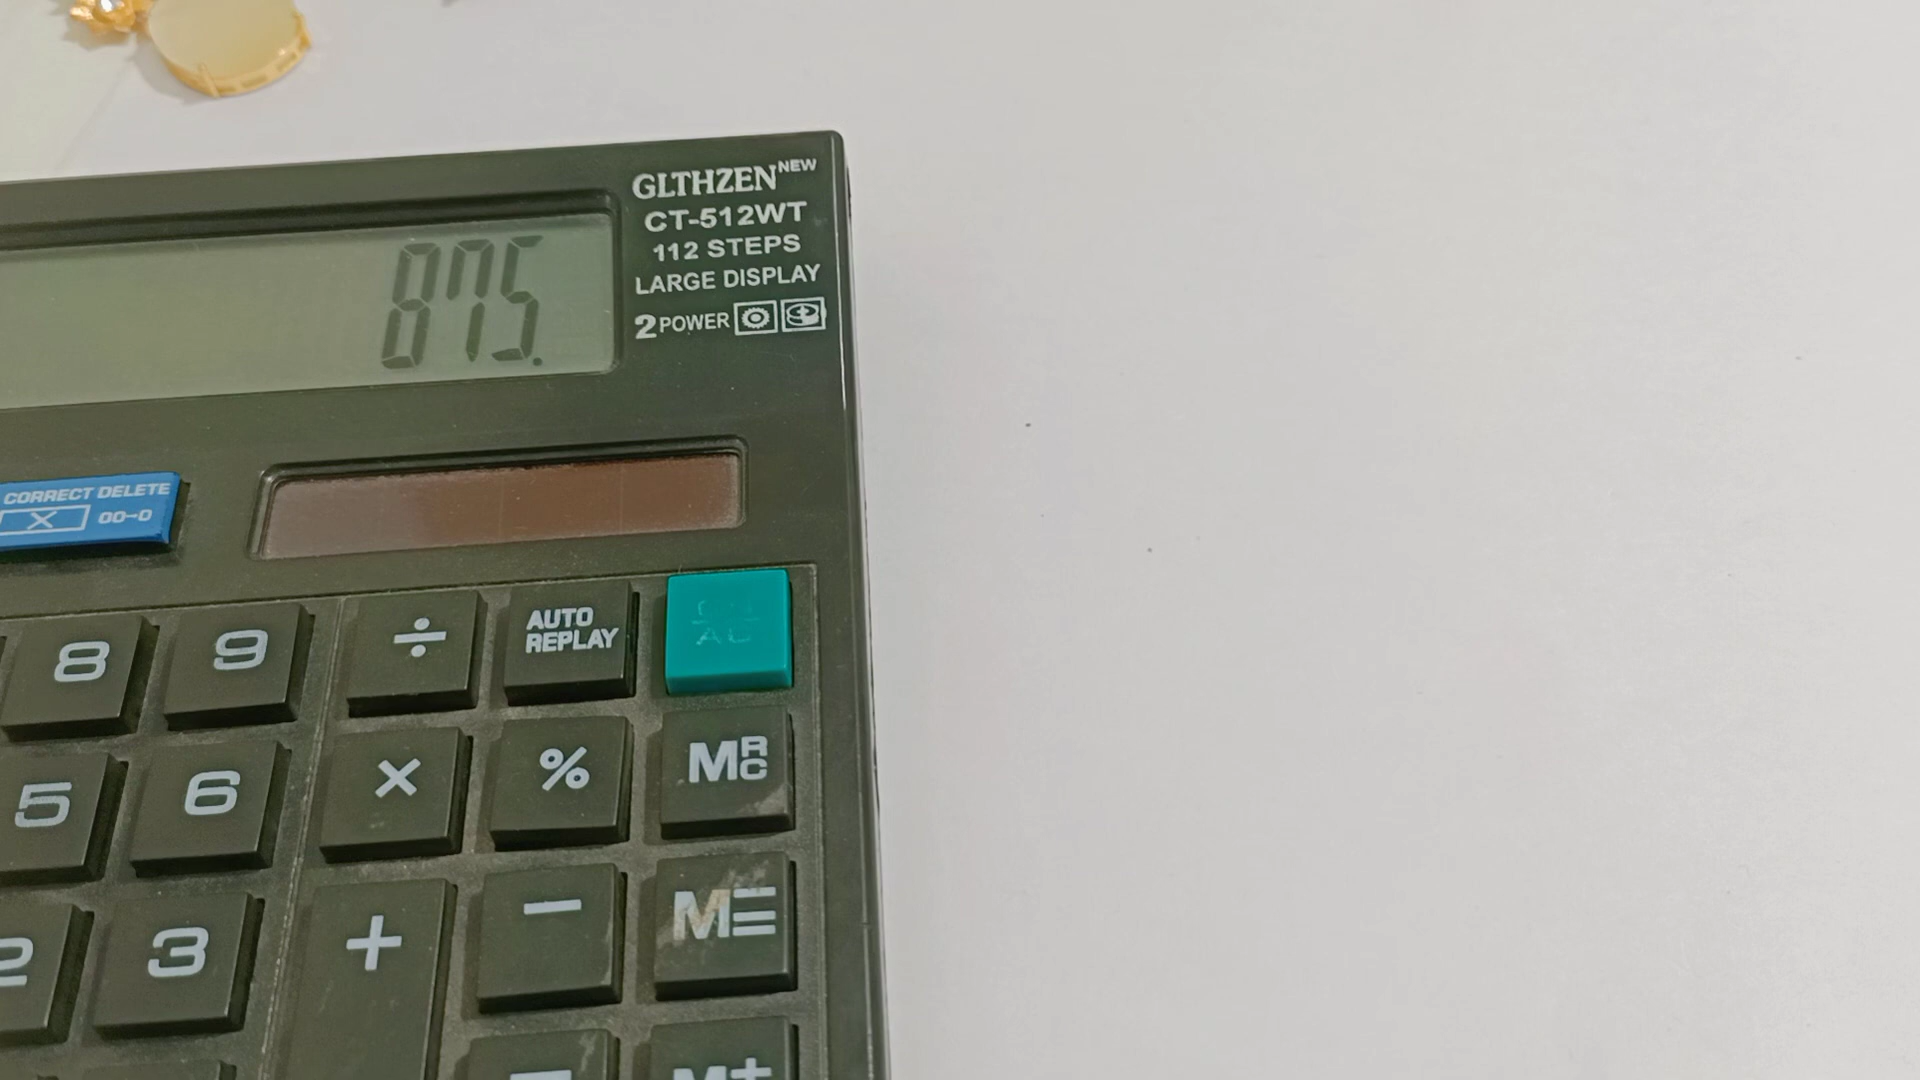 GLTHZEN NEW
CT-512WT
112 STEPS
LARGE DISPLAY
2 POWER
875.
CORRECT DELETE
X 00→0
8 9 ÷ AUTO REPLAY AC
5 6 × % MRC
2 3 + − M=
M+